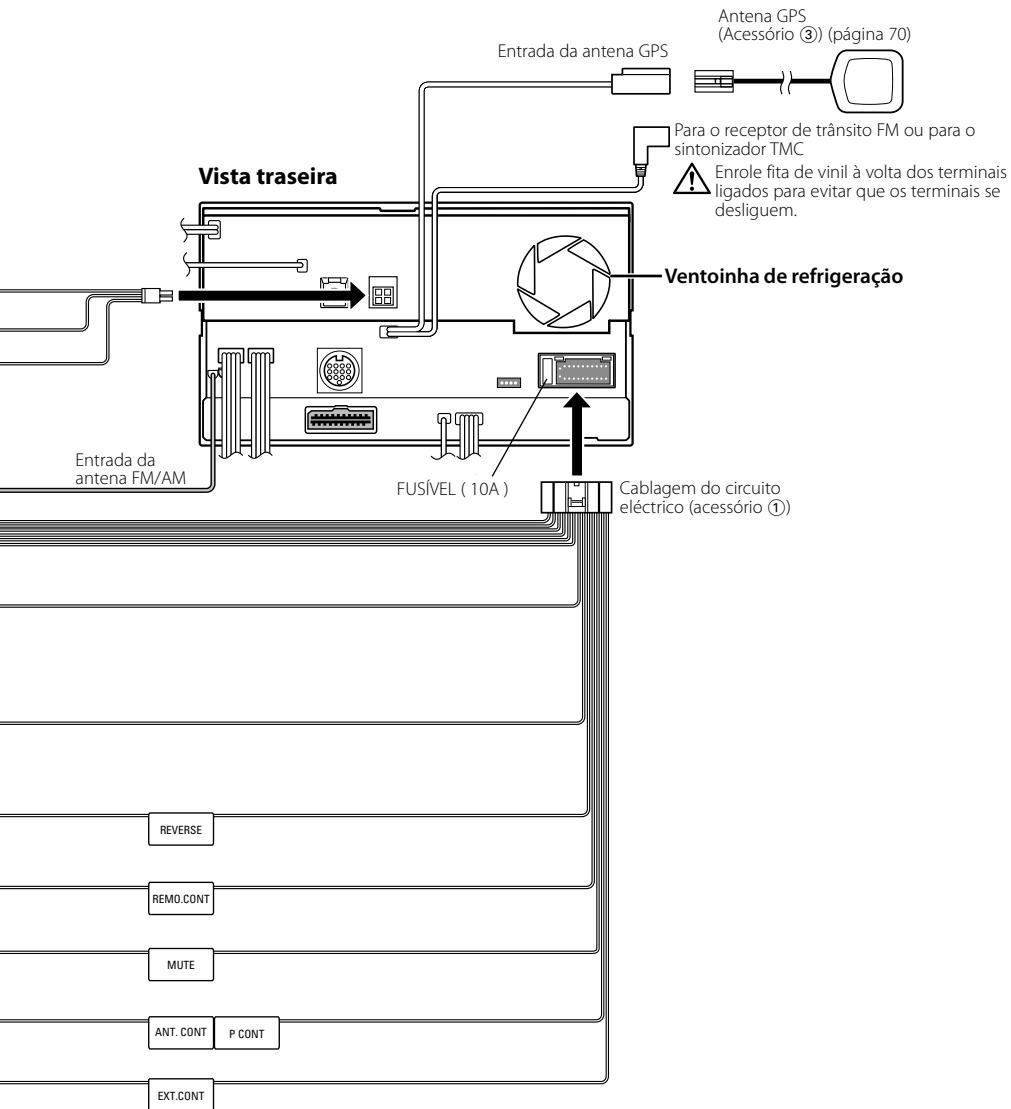 Antena GPS
(Acessório ③) (página 70)
Entrada da antena GPS
Para o receptor de trânsito FM ou para o
sintonizador TMC
Enrole fita de vinil à volta dos terminais
ligados para evitar que os terminais se
desliguem.
Vista traseira
Ventoinha de refrigeração
Entrada da
antena FM/AM
FUSÍVEL ( 10A )
Cablagem do circuito
eléctrico (acessório ①)
REVERSE
REMO.CONT
MUTE
ANT. CONT
P CONT
EXT.CONT